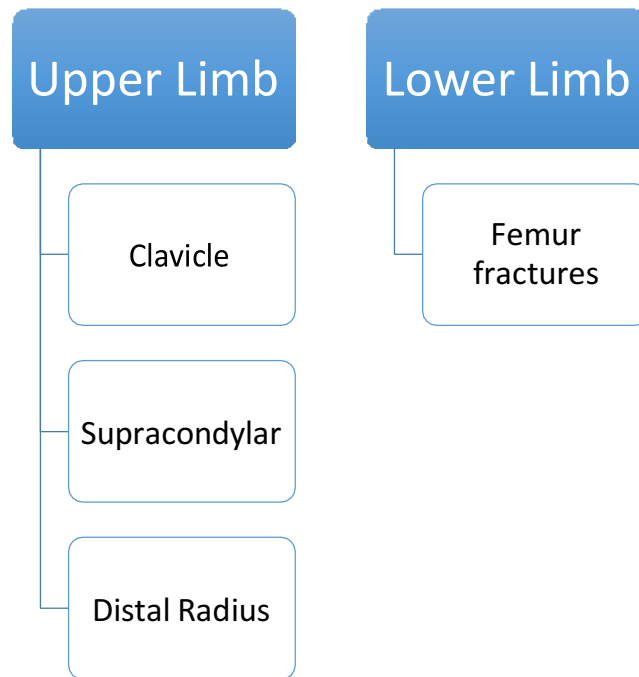 Upper Limb
Clavicle
Supracondylar
Distal Radius
Lower Limb
Femur
fractures